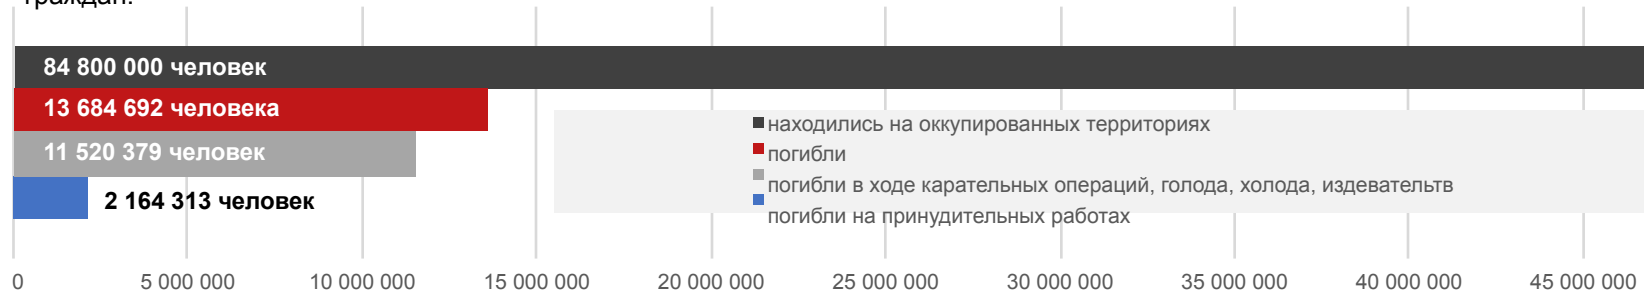 граждан.
84 800 000 человек
13 684 692 человека
11 520 379 человек
2 164 313 человек
находились на оккупированных территориях
погибли
погибли в ходе карательных операций, голода, холода, издевательтв
погибли на принудительных работах
0 5 000 000 10 000 000 15 000 000 20 000 000 25 000 000 30 000 000 35 000 000 40 000 000 45 000 000